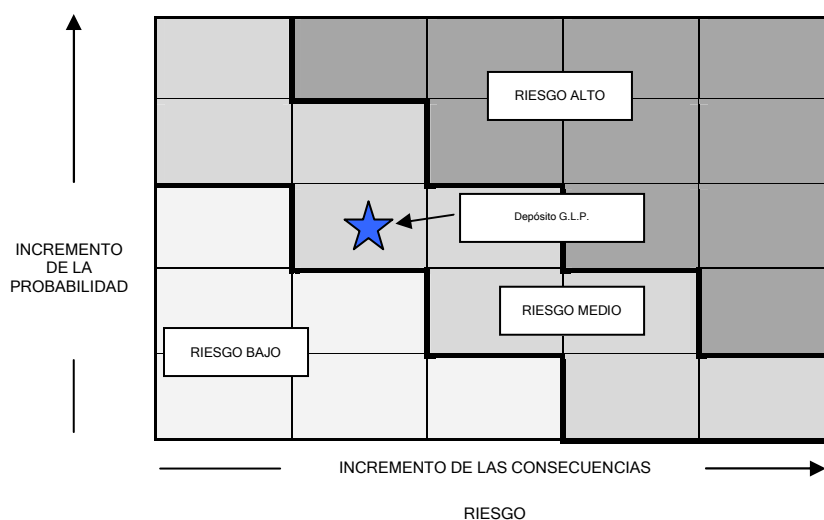 RIESGO ALTO
Depósito G.L.P.
INCREMENTO
DE LA
PROBABILIDAD
RIESGO MEDIO
RIESGO BAJO
INCREMENTO DE LAS CONSECUENCIAS
RIESGO